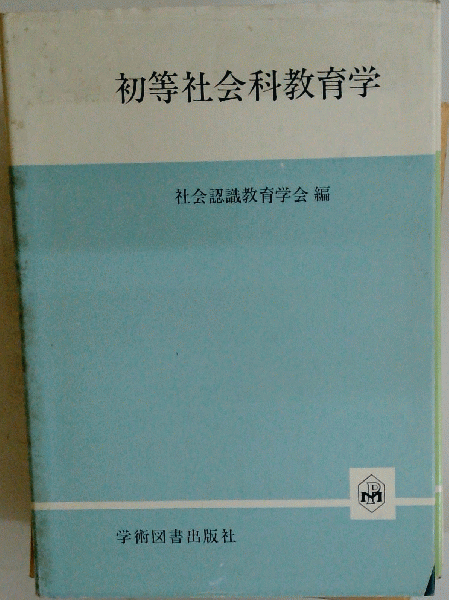 初等社会科教育学
社会認識教育学会 編
学術図書出版社